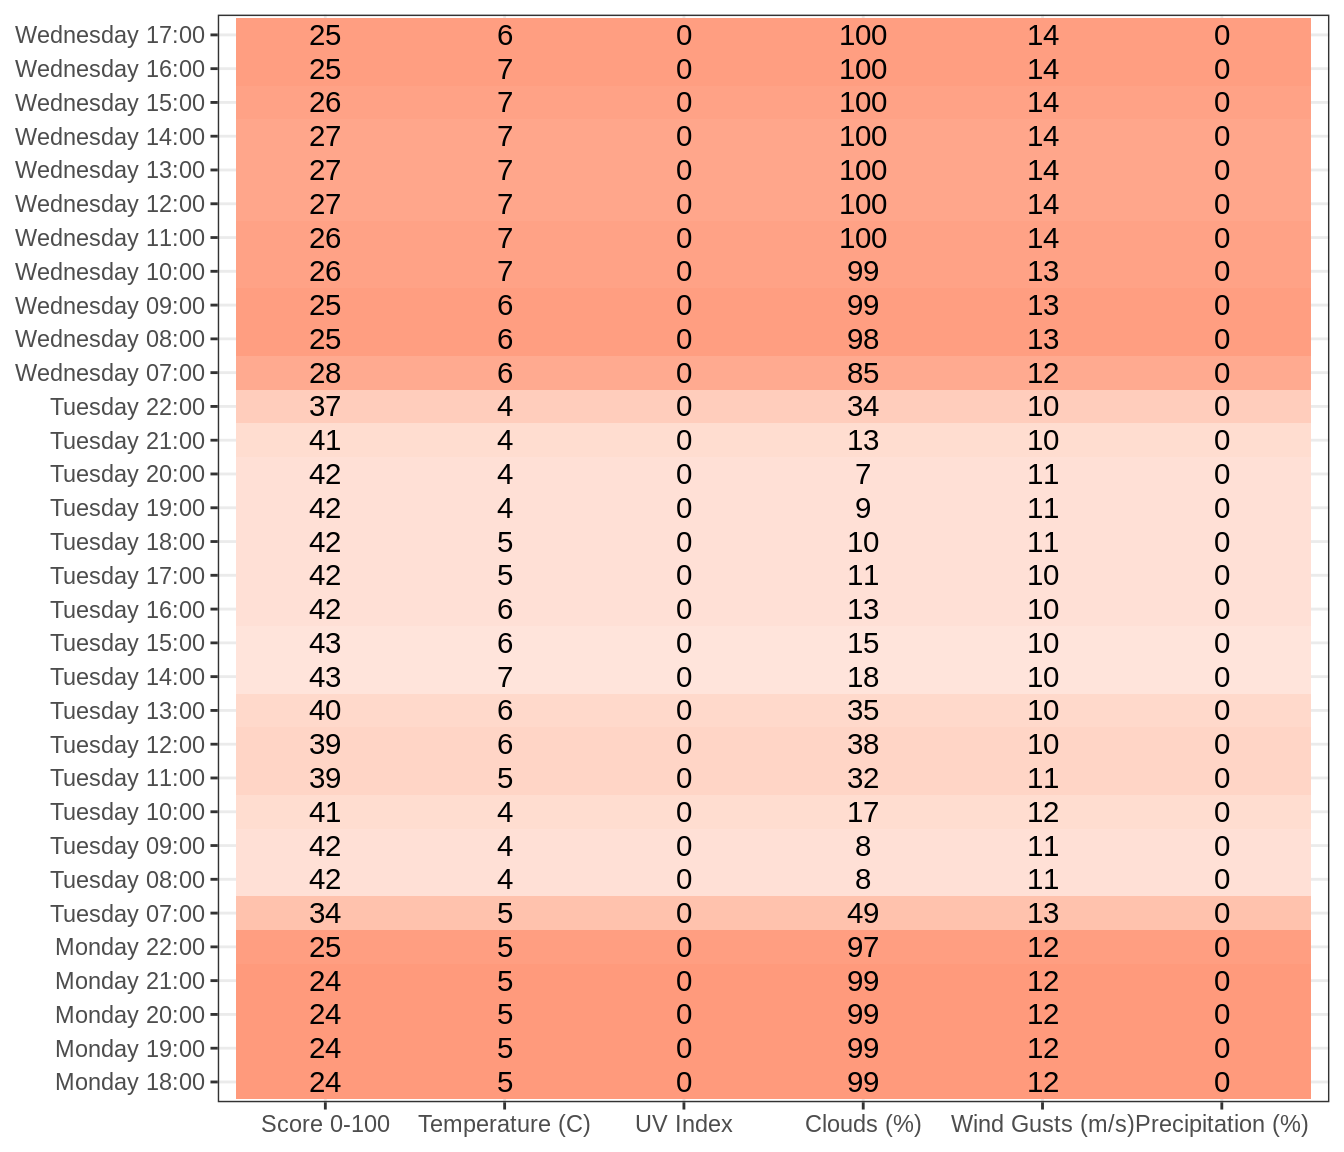 Wednesday 17:00 25 6 0 100 14 0
Wednesday 16:00 25 7 0 100 14 0
Wednesday 15:00 26 7 0 100 14 0
Wednesday 14:00 27 7 0 100 14 0
Wednesday 13:00 27 7 0 100 14 0
Wednesday 12:00 27 7 0 100 14 0
Wednesday 11:00 26 7 0 100 14 0
Wednesday 10:00 26 7 0 99 13 0
Wednesday 09:00 25 6 0 99 13 0
Wednesday 08:00 25 6 0 98 13 0
Wednesday 07:00 28 6 0 85 12 0
Tuesday 22:00 37 4 0 34 10 0
Tuesday 21:00 41 4 0 13 10 0
Tuesday 20:00 42 4 0 7 11 0
Tuesday 19:00 42 4 0 9 11 0
Tuesday 18:00 42 5 0 10 11 0
Tuesday 17:00 42 5 0 11 10 0
Tuesday 16:00 42 6 0 13 10 0
Tuesday 15:00 43 6 0 15 10 0
Tuesday 14:00 43 7 0 18 10 0
Tuesday 13:00 40 6 0 35 10 0
Tuesday 12:00 39 6 0 38 10 0
Tuesday 11:00 39 5 0 32 11 0
Tuesday 10:00 41 4 0 17 12 0
Tuesday 09:00 42 4 0 8 11 0
Tuesday 08:00 42 4 0 8 11 0
Tuesday 07:00 34 5 0 49 13 0
Monday 22:00 25 5 0 97 12 0
Monday 21:00 24 5 0 99 12 0
Monday 20:00 24 5 0 99 12 0
Monday 19:00 24 5 0 99 12 0
Monday 18:00 24 5 0 99 12 0
Score 0-100 Temperature (C) UV Index Clouds (%) Wind Gusts (m/s) Precipitation (%)